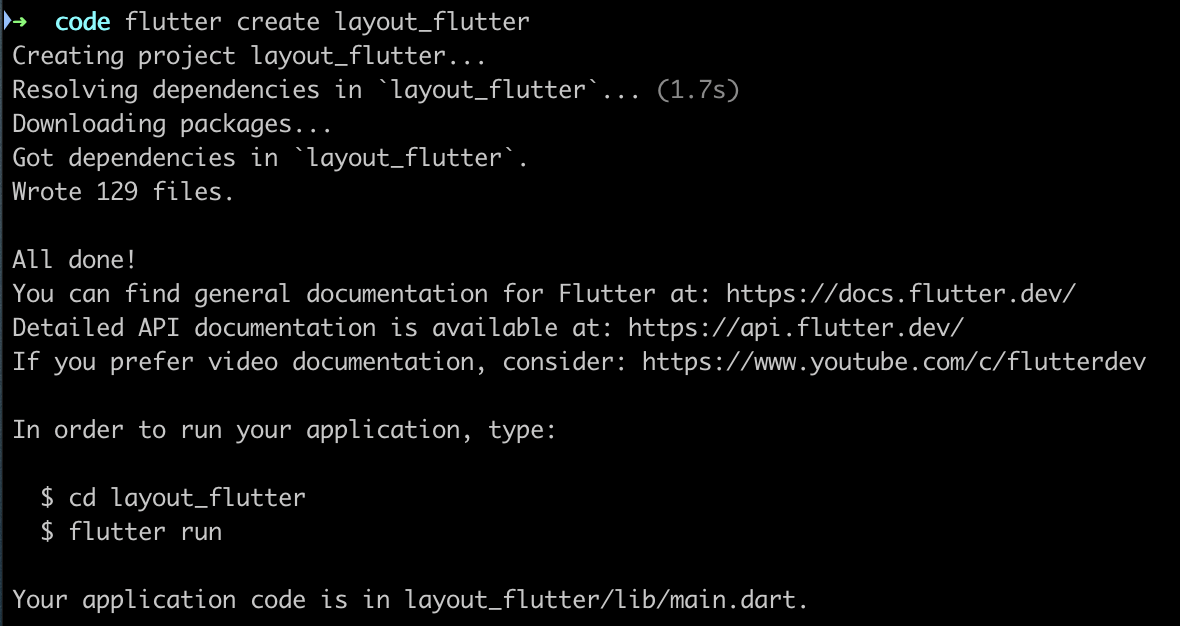 ➜ code flutter create layout_flutter
Creating project layout_flutter...
Resolving dependencies in `layout_flutter`... (1.7s)
Downloading packages...
Got dependencies in `layout_flutter`.
Wrote 129 files.

All done!
You can find general documentation for Flutter at: https://docs.flutter.dev/
Detailed API documentation is available at: https://api.flutter.dev/
If you prefer video documentation, consider: https://www.youtube.com/c/flutterdev

In order to run your application, type:

  $ cd layout_flutter
  $ flutter run

Your application code is in layout_flutter/lib/main.dart.